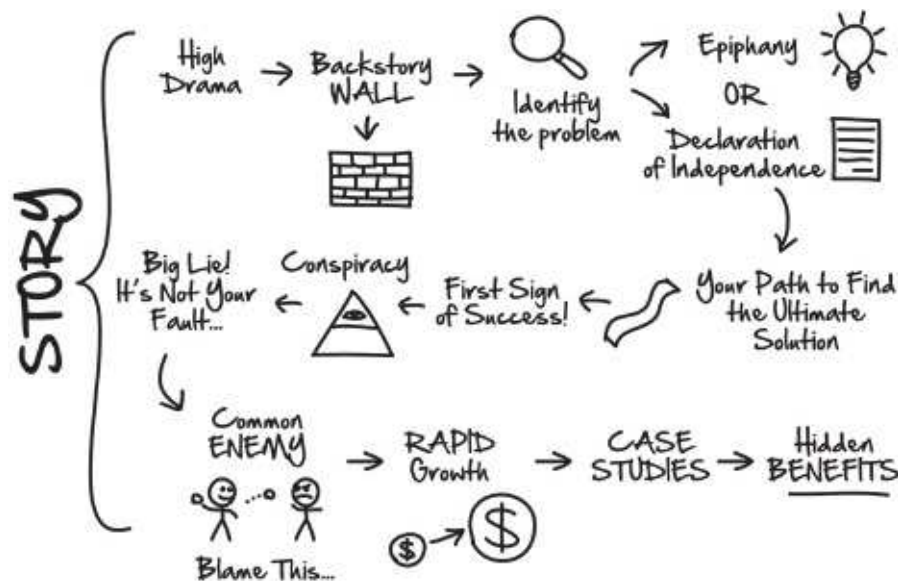 STORY
High
Drama
Backstory
WALL
Identify
the problem
Epiphany
OR
Declaration
of Independence
Your Path to Find
the Ultimate
Solution
First Sign
of Success!
Conspiracy
Big Lie!
It's Not Your
Fault...
Common
ENEMY
Blame This...
RAPID
Growth
$
$
CASE
STUDIES
Hidden
BENEFITS